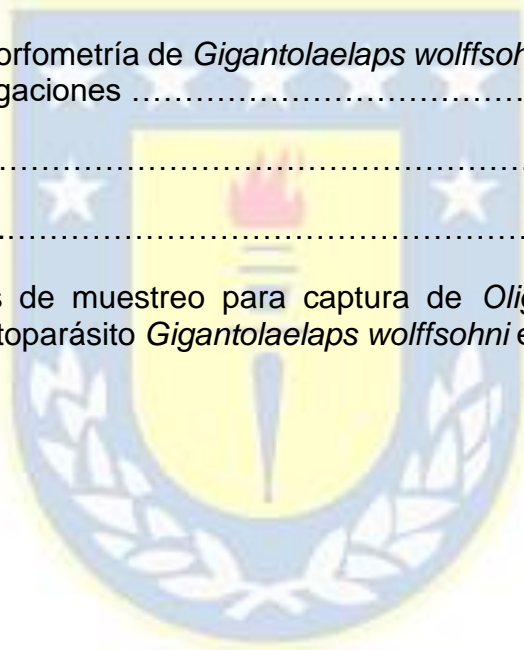 orfometría de Gigantolaelaps wolffsoh
gaciones ……………………………………
……………………………………………………
……………………………………………………
s de muestreo para captura de Olig
toparásito Gigantolaelaps wolffsohni e